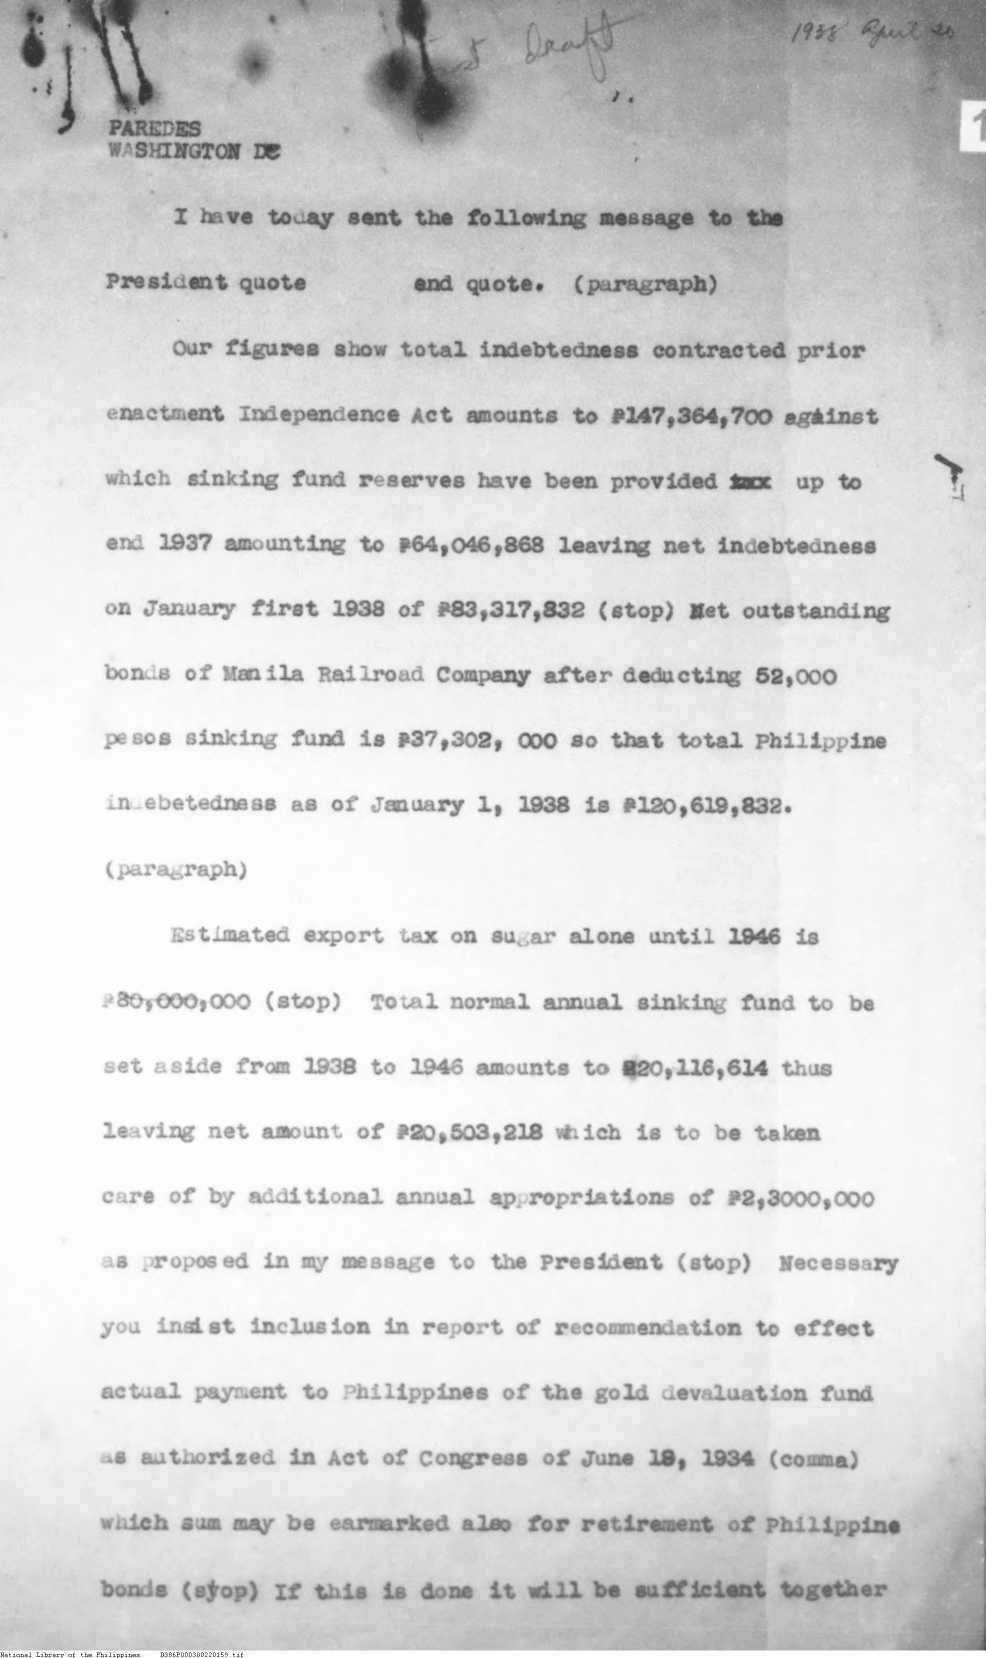 1st draft
1938 April 20
1
PAREDES
WASHINGTON DC
I have today sent the following message to the
President quote end quote. (paragraph)
Our figures show total indebtedness contracted prior
enactment Independence Act amounts to ₱147,364,700 against
which sinking fund reserves have been provided up to
end 1937 amounting to ₱64,046,868 leaving net indebtedness
on January first 1938 of ₱83,317,832 (stop) Net outstanding
bonds of Manila Railroad Company after deducting 52,000
pesos sinking fund is ₱37,302, 000 so that total Philippine
indebetedness as of January 1, 1938 is ₱120,619,832.
(paragraph)
Estimated export tax on sugar alone until 1946 is
₱80,000,000 (stop) Total normal annual sinking fund to be
set aside from 1938 to 1946 amounts to ₱20,116,614 thus
leaving net amount of ₱20,503,218 which is to be taken
care of by additional annual appropriations of ₱2,3000,000
as proposed in my message to the President (stop) Necessary
you insist inclusion in report of recommendation to effect
actual payment to Philippines of the gold devaluation fund
as authorized in Act of Congress of June 19, 1934 (comma)
which sum may be earmarked also for retirement of Philippine
bonds (stop) If this is done it will be sufficient together
National Library of the Philippines D386P000380220159.tif